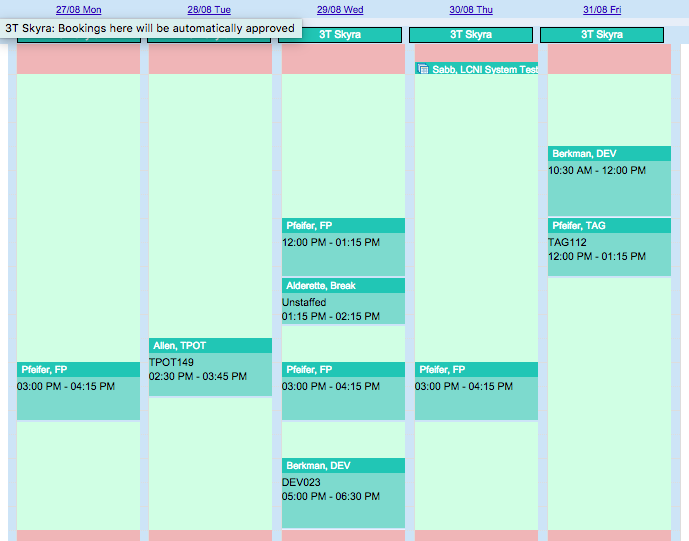 27/08 Mon
28/08 Tue
29/08 Wed
30/08 Thu
31/08 Fri
3T Skyra: Bookings here will be automatically approved
3T Skyra
3T Skyra
3T Skyra
Pfeifer, FP
03:00 PM - 04:15 PM
Allen, TPOT
TPOT149
02:30 PM - 03:45 PM
Pfeifer, FP
12:00 PM - 01:15 PM
Alderette, Break
Unstaffed
01:15 PM - 02:15 PM
Pfeifer, FP
03:00 PM - 04:15 PM
Berkman, DEV
DEV023
05:00 PM - 06:30 PM
Sabb, LCNI System Test
Pfeifer, FP
03:00 PM - 04:15 PM
Berkman, DEV
10:30 AM - 12:00 PM
Pfeifer, TAG
TAG112
12:00 PM - 01:15 PM